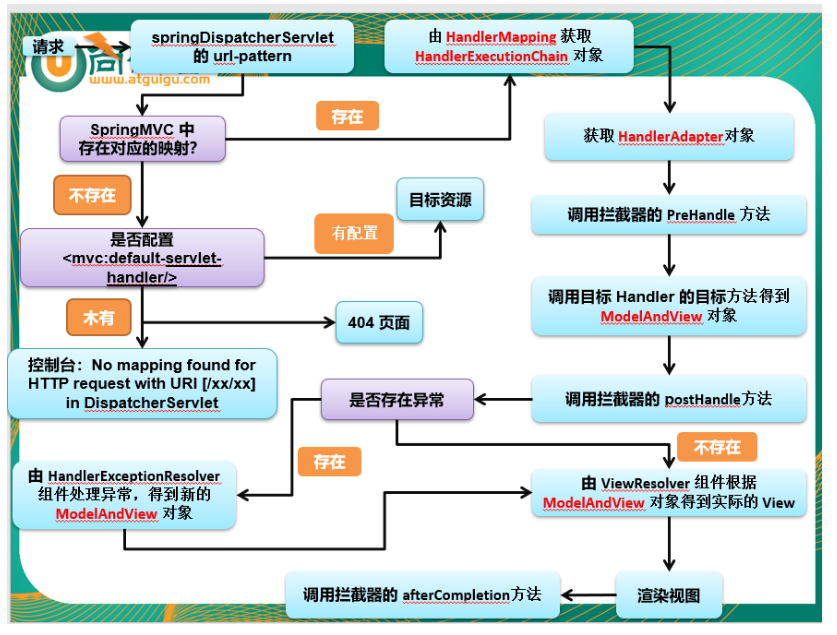 请求
springDispatcherServlet
的 url-pattern
由 HandlerMapping 获取
HandlerExecutionChain 对象
www.atguigu.com
SpringMVC 中
存在对应的映射？
存在
获取 HandlerAdapter对象
不存在
目标资源
调用拦截器的 PreHandle 方法
是否配置
<mvc:default-servlet-
handler/>
有配置
调用目标 Handler 的目标方法得到
ModelAndView 对象
木有
404 页面
控制台：No mapping found for
HTTP request with URI [/xx/xx]
in DispatcherServlet
是否存在异常
调用拦截器的 postHandle方法
存在
不存在
由 HandlerExceptionResolver
组件处理异常，得到新的
ModelAndView 对象
由 ViewResolver 组件根据
ModelAndView 对象得到实际的 View
调用拦截器的 afterCompletion方法
渲染视图